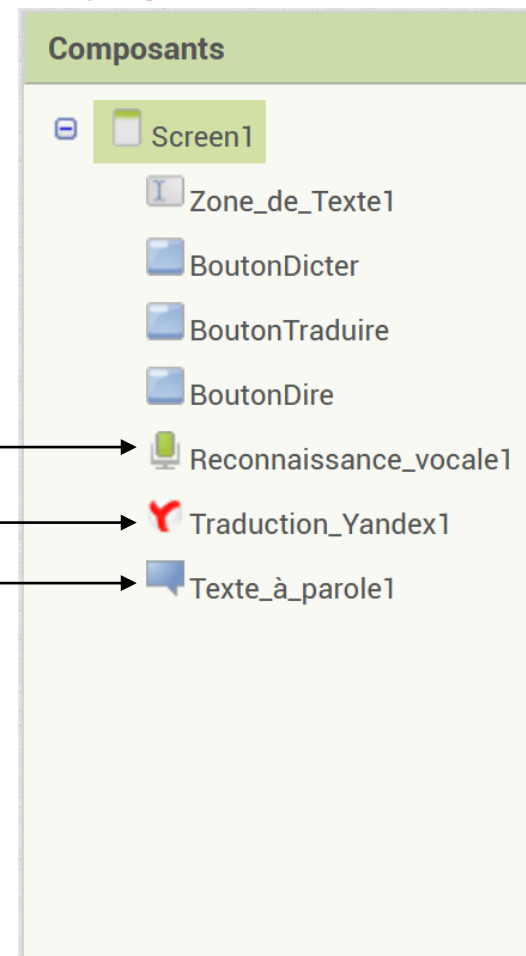 Composants
Screen1
Zone_de_Texte1
BoutonDicter
BoutonTraduire
BoutonDire
Reconnaissance_vocale1
Traduction_Yandex1
Texte_à_parole1